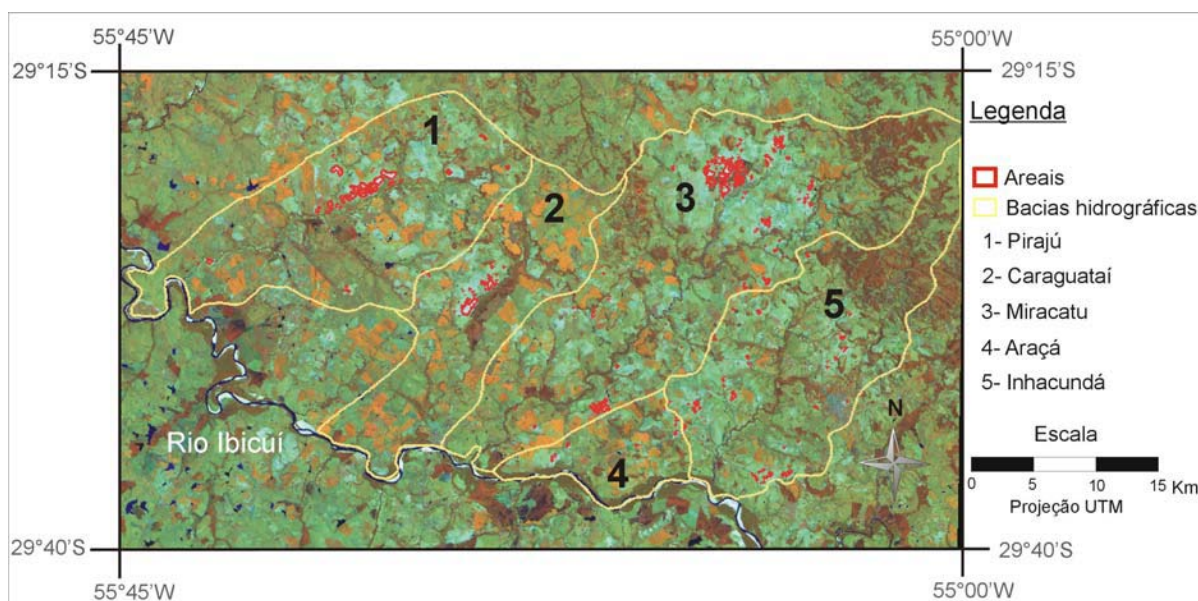 55°45'W
55°00'W
29°15'S
29°15'S
Legenda
Areais
Bacias hidrográficas
1- Pirajú
2- Caraguataí
3- Miracatu
4- Araçá
5- Inhacundá
1
2
3
4
5
Rio Ibicuí
N
Escala
0 5 10 15 Km
Projeção UTM
29°40'S
29°40'S
55°45'W
55°00'W